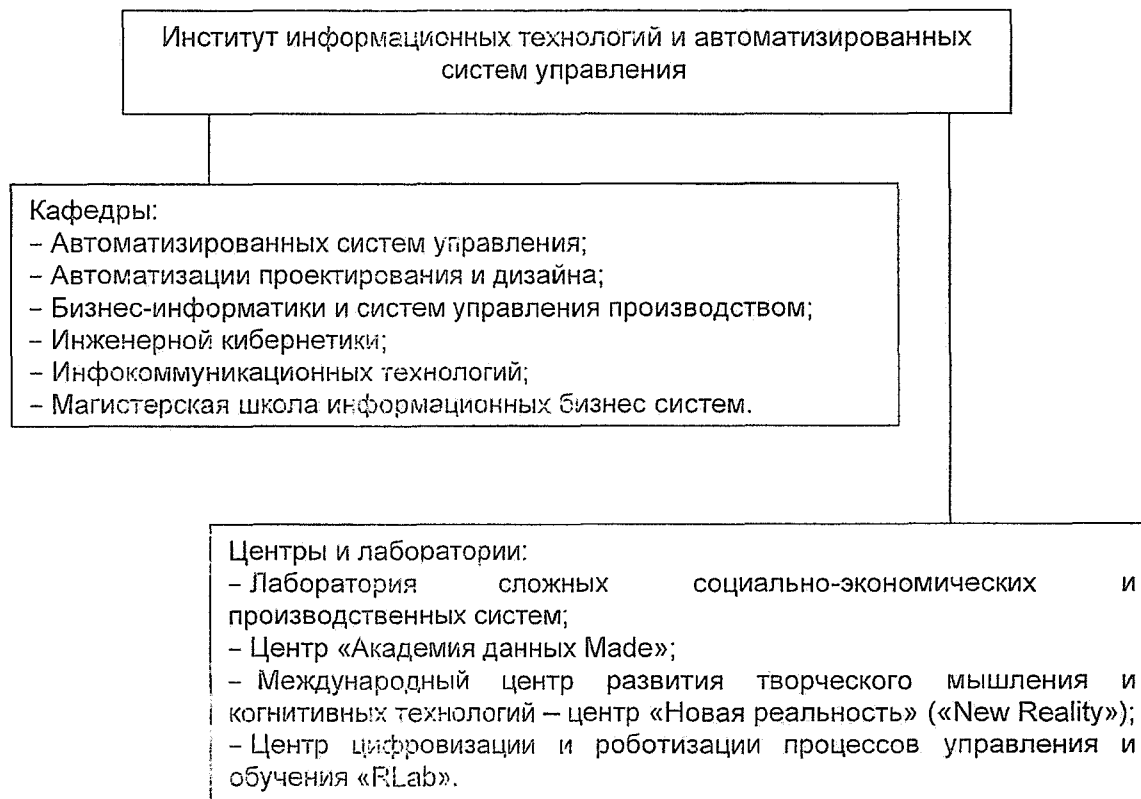 Институт информационных технологий и автоматизированных
систем управления
Кафедры:
– Автоматизированных систем управления;
– Автоматизации проектирования и дизайна;
– Бизнес-информатики и систем управления производством;
– Инженерной кибернетики;
– Инфокоммуникационных технологий;
– Магистерская школа информационных бизнес систем.
Центры и лаборатории:
– Лаборатория сложных социально-экономических и
производственных систем;
– Центр «Академия данных Made»;
– Международный центр развития творческого мышления и
когнитивных технологий – центр «Новая реальность» («New Reality»);
– Центр цифровизации и роботизации процессов управления и
обучения «RLab».